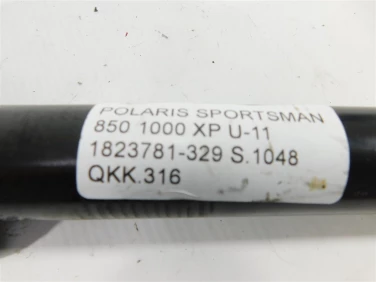 POLARIS SPORTSMAN
850 1000 XP U-11
1823781-329 S.1048
QKK.316